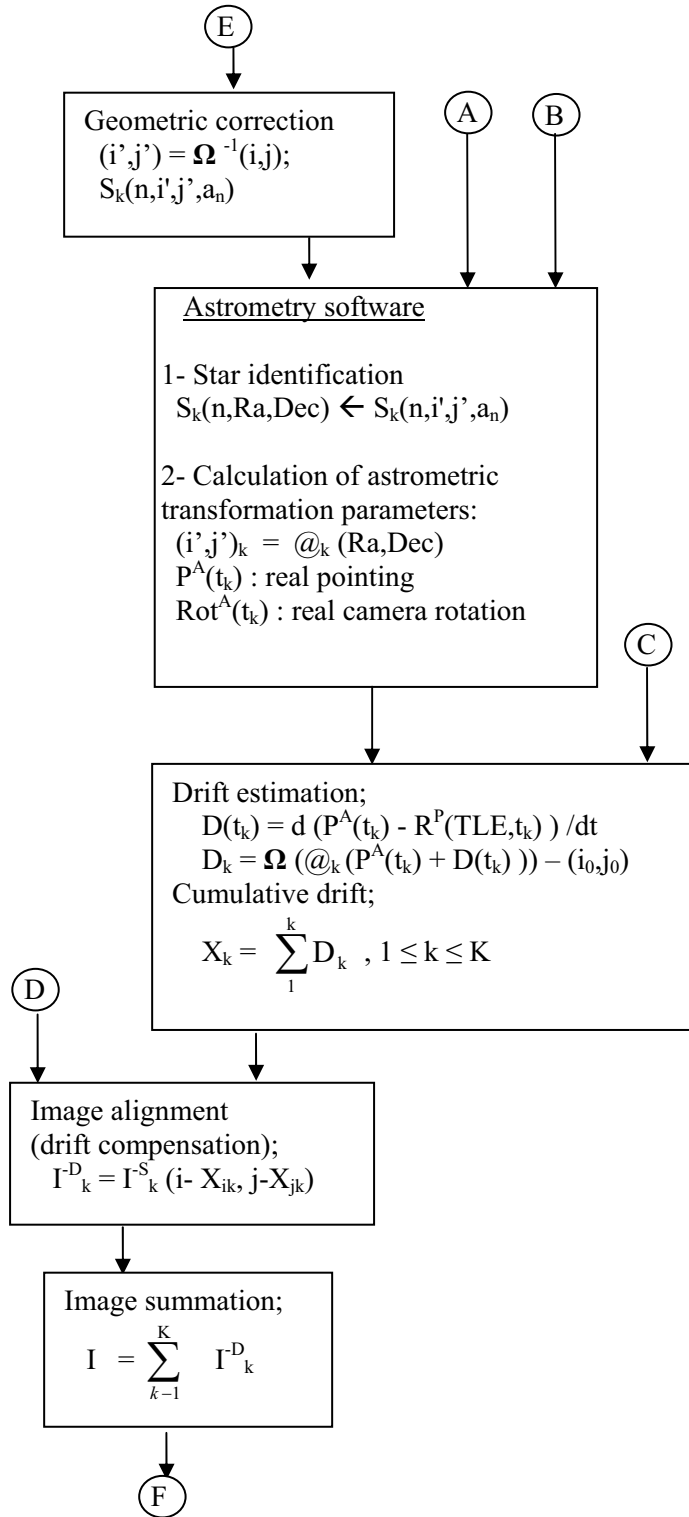 E
Geometric correction
(i’,j’) = Ω ⁻¹(i,j);
Sₖ(n,i',j’,aₙ)
A
B
Astrometry software
1- Star identification
Sₖ(n,Ra,Dec) ← Sₖ(n,i',j’,aₙ)
2- Calculation of astrometric
transformation parameters:
(i’,j’)ₖ = @ₖ (Ra,Dec)
Pᴬ(tₖ) : real pointing
Rotᴬ(tₖ) : real camera rotation
C
Drift estimation;
D(tₖ) = d (Pᴬ(tₖ) - Rᴾ(TLE,tₖ) ) /dt
Dₖ = Ω (@ₖ (Pᴬ(tₖ) + D(tₖ) )) – (i₀,j₀)
Cumulative drift;
k
Xₖ = ∑ Dₖ , 1 ≤ k ≤ K
1
D
Image alignment
(drift compensation);
I⁻ᴰₖ = I⁻ˢₖ (i- Xᵢₖ, j-Xⱼₖ)
Image summation;
K
I = ∑ I⁻ᴰₖ
k−1
F